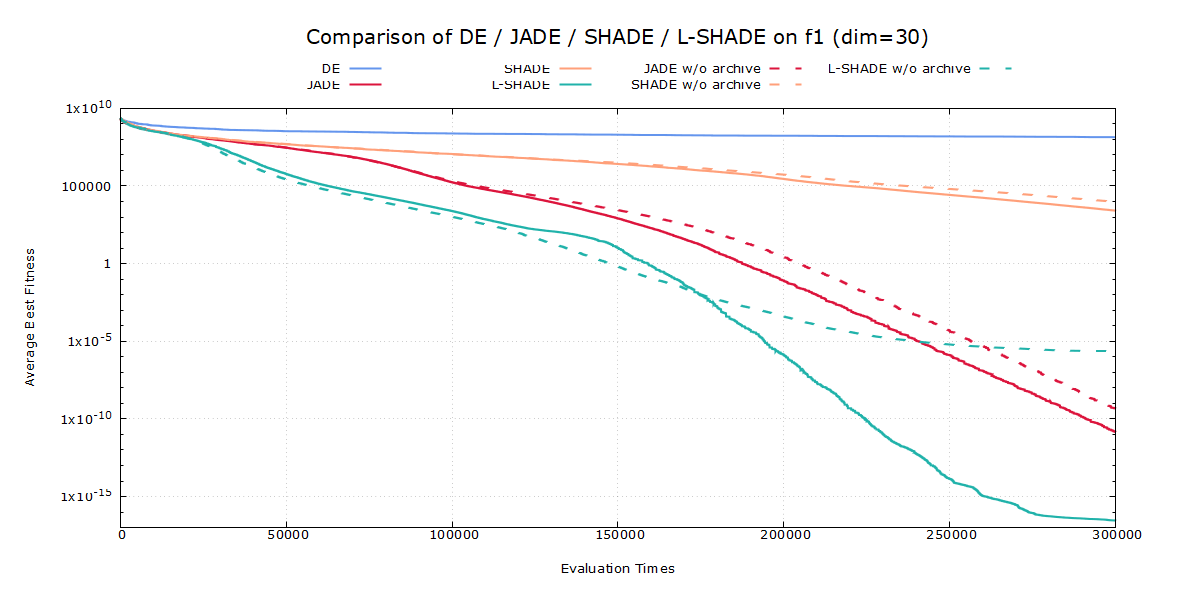 Comparison of DE / JADE / SHADE / L-SHADE on f1 (dim=30)
DE SHADE JADE w/o archive L-SHADE w/o archive
JADE L-SHADE SHADE w/o archive
1x10^10
100000
1
1x10^-5
1x10^-10
1x10^-15
Average Best Fitness
0 50000 100000 150000 200000 250000 300000
Evaluation Times